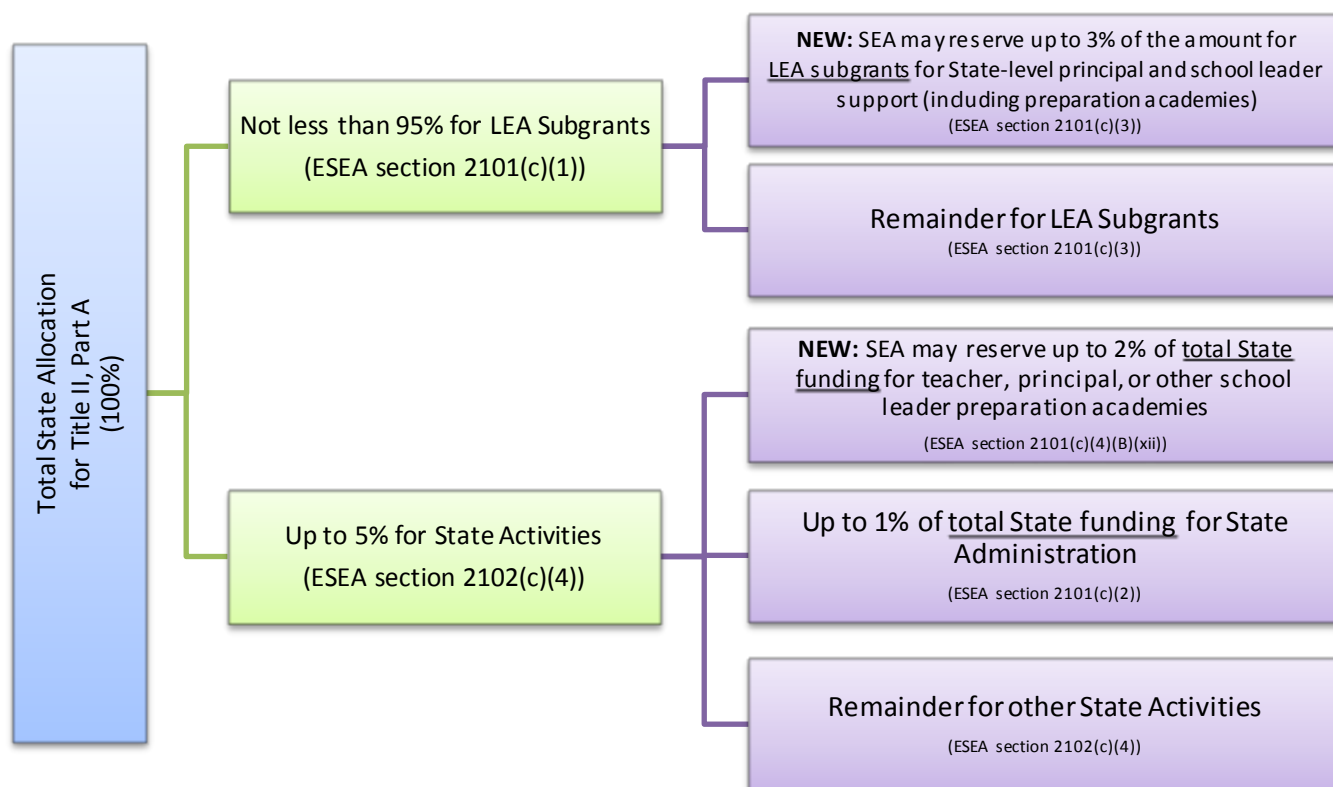 Total State Allocation
for Title II, Part A
(100%)
Not less than 95% for LEA Subgrants
(ESEA section 2101(c)(1))
NEW: SEA may reserve up to 3% of the amount for
LEA subgrants for State-level principal and school leader
support (including preparation academies)
(ESEA section 2101(c)(3))
Remainder for LEA Subgrants
(ESEA section 2101(c)(3))
Up to 5% for State Activities
(ESEA section 2102(c)(4))
NEW: SEA may reserve up to 2% of total State
funding for teacher, principal, or other school
leader preparation academies
(ESEA section 2101(c)(4)(B)(xii))
Up to 1% of total State funding for State
Administration
(ESEA section 2101(c)(2))
Remainder for other State Activities
(ESEA section 2102(c)(4))